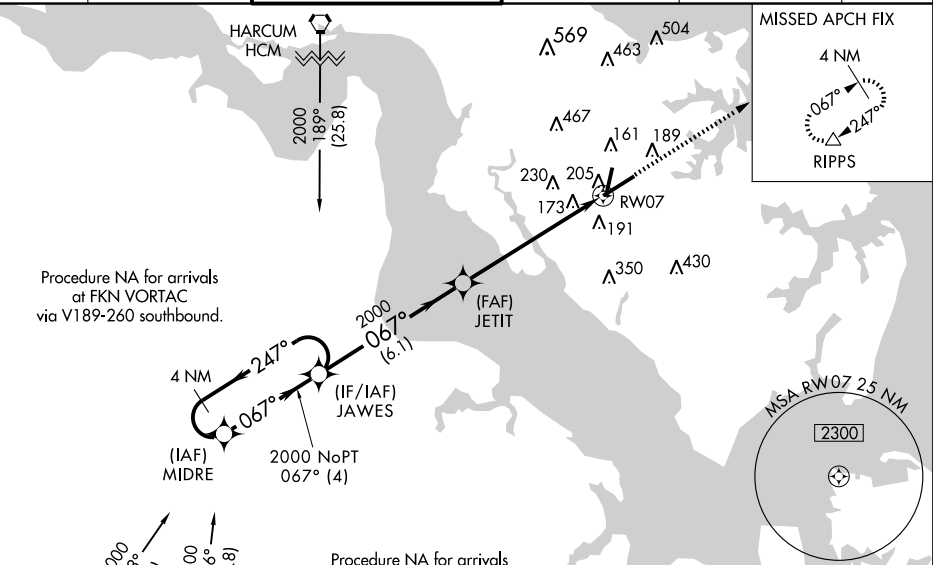 HARCUM
HCM
2000
189°
(25.8)
569
463
504
467
161
189
230
205
173
RW07
191
350
430
MISSED APCH FIX
4 NM
067°
247°
RIPPS
Procedure NA for arrivals
at FKN VORTAC
via V189-260 southbound.
2000
067°
(6.1)
(FAF)
JETIT
247°
4 NM
067°
(IF/IAF)
JAWES
(IAF)
MIDRE
2000 NoPT
067° (4)
MSA RW07 25 NM
2300
Procedure NA for arrivals